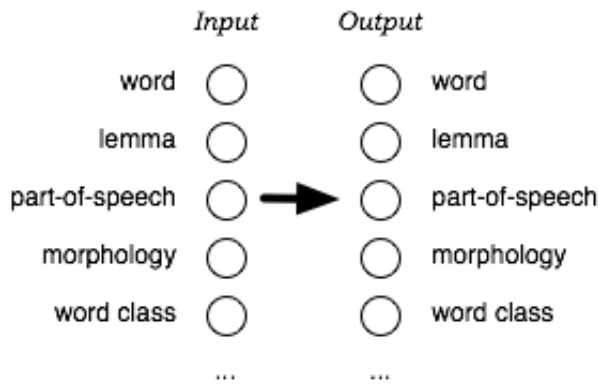 Input Output
word word
lemma lemma
part-of-speech part-of-speech
morphology morphology
word class word class
... ...